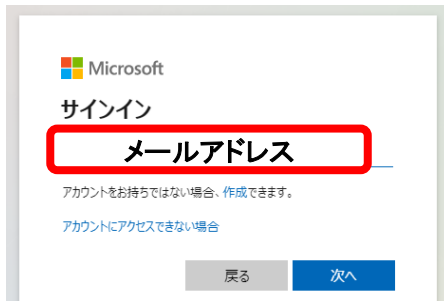 Microsoft
サインイン
メールアドレス
アカウントをお持ちではない場合、作成できます。
アカウントにアクセスできない場合
戻る
次へ